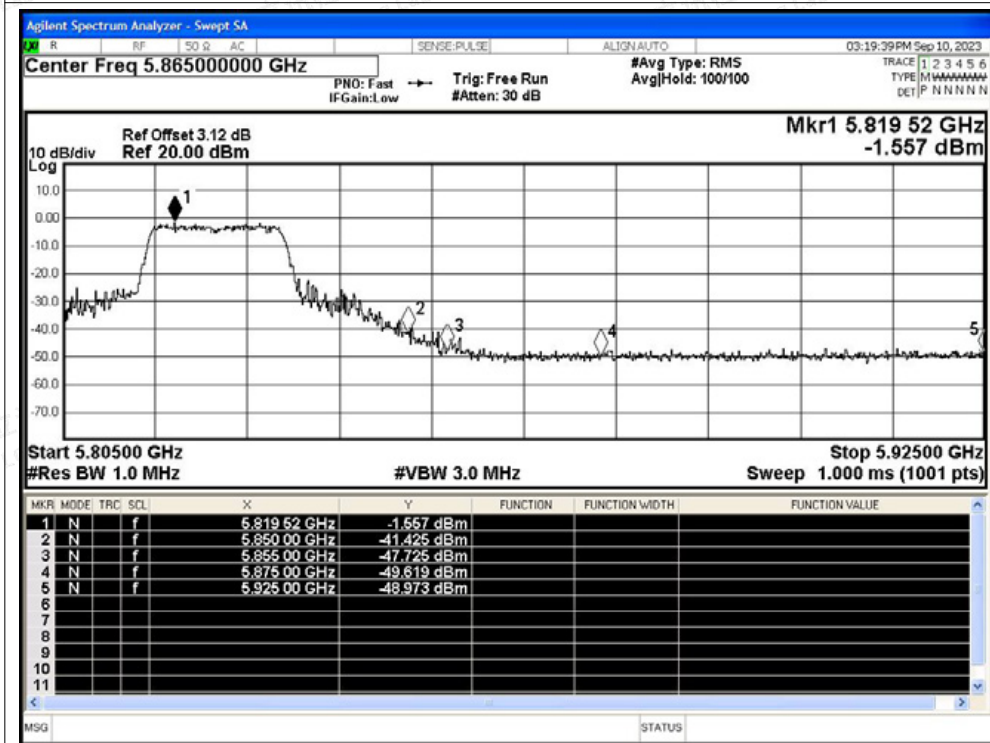 Agilent Spectrum Analyzer - Swept SA
R RF 50 Ω AC SENSE:PULSE ALIGN AUTO 03:19:39 PM Sep 10, 2023
Center Freq 5.865000000 GHz
PNO: Fast
IFGain:Low
Trig: Free Run
#Atten: 30 dB
#Avg Type: RMS
Avg|Hold: 100/100
TRACE 1 2 3 4 5 6
TYPE M
DET P N N N N N
Ref Offset 3.12 dB
10 dB/div Ref 20.00 dBm
Log
Mkr1 5.819 52 GHz
-1.557 dBm
10.0
0.00
-10.0
-20.0
-30.0
-40.0
-50.0
-60.0
-70.0
1
2
3
4
5
Start 5.80500 GHz Stop 5.92500 GHz
#Res BW 1.0 MHz #VBW 3.0 MHz Sweep 1.000 ms (1001 pts)
MKR MODE TRC SCL X Y FUNCTION FUNCTION WIDTH FUNCTION VALUE
1 N f 5.819 52 GHz -1.557 dBm
2 N f 5.850 00 GHz -41.425 dBm
3 N f 5.855 00 GHz -47.725 dBm
4 N f 5.875 00 GHz -49.619 dBm
5 N f 5.925 00 GHz -48.973 dBm
6
7
8
9
10
11
MSG STATUS